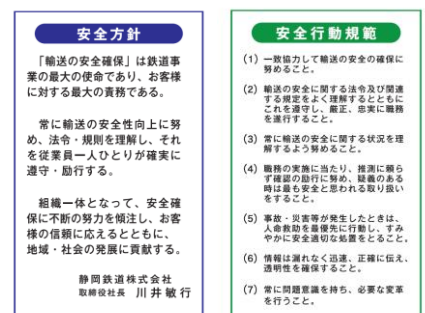 安全方針
「輸送の安全確保」は鉄道事
業の最大の使命であり、お客様
に対する最大の責務である。
常に輸送の安全性向上に努
め、法令・規則を理解し、それ
を従業員一人ひとりが確実に
遵守・励行する。
組織一体となって、安全確
保に不断の努力を傾注し、お客
様の信頼に応えるとともに、
地域・社会の発展に貢献する。
静岡鉄道株式会社
取締役社長 川井敏行
安全行動規範
(1) 一致協力して輸送の安全の確保に
努めること。
(2) 輸送の安全に関する法令及び関連
する規定をよく理解するとともに
これを遵守し、厳正、忠実に職務
を遂行すること。
(3) 常に輸送の安全に関する状況を理
解するよう努めること。
(4) 職務の実施に当たり、推測に頼ら
ず確認の励行に努め、疑義のある
時は最も安全と思われる取り扱い
をすること。
(5) 事故・災害等が発生したときは、
人命救助を最優先に行動し、すみ
やかに安全適切な処置をとること。
(6) 情報は漏れなく迅速、正確に伝え、
透明性を確保すること。
(7) 常に問題意識を持ち、必要な変革
を行うこと。